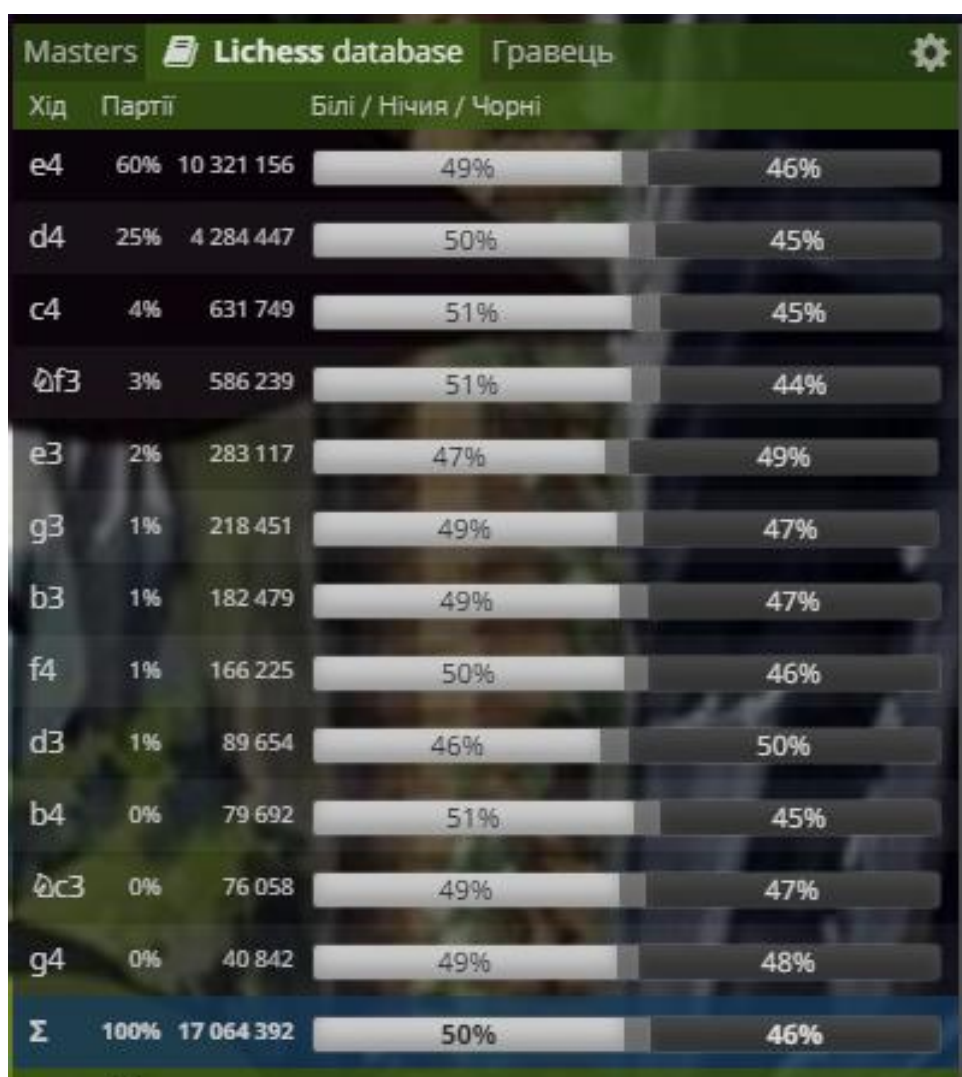 Masters Lichess database Гравець
Хід Партії Білі / Нічия / Чорні
e4 60% 10 321 156 49% 46%
d4 25% 4 284 447 50% 45%
c4 4% 631 749 51% 45%
♘f3 3% 586 239 51% 44%
e3 2% 283 117 47% 49%
g3 1% 218 451 49% 47%
b3 1% 182 479 49% 47%
f4 1% 166 225 50% 46%
d3 1% 89 654 46% 50%
b4 0% 79 692 51% 45%
♘c3 0% 76 058 49% 47%
g4 0% 40 842 49% 48%
Σ 100% 17 064 392 50% 46%